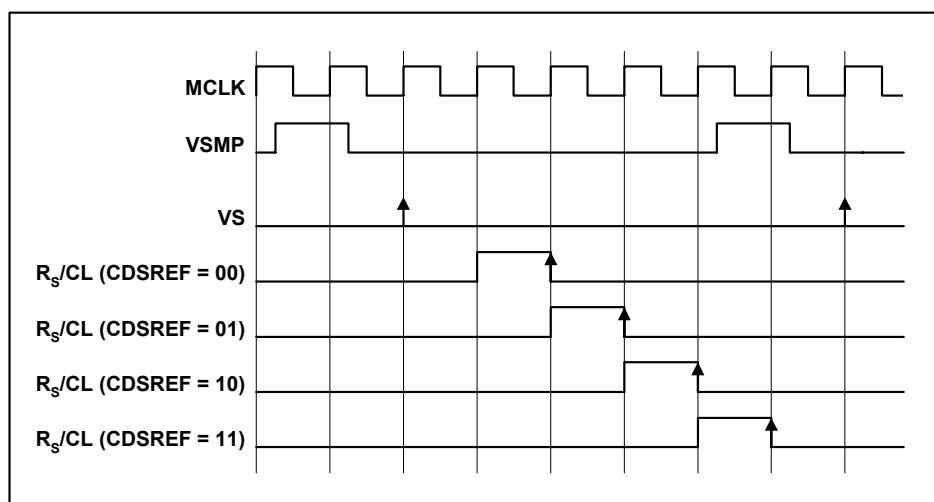 MCLK
VSMP
VS
RS/CL (CDSREF = 00)
RS/CL (CDSREF = 01)
RS/CL (CDSREF = 10)
RS/CL (CDSREF = 11)